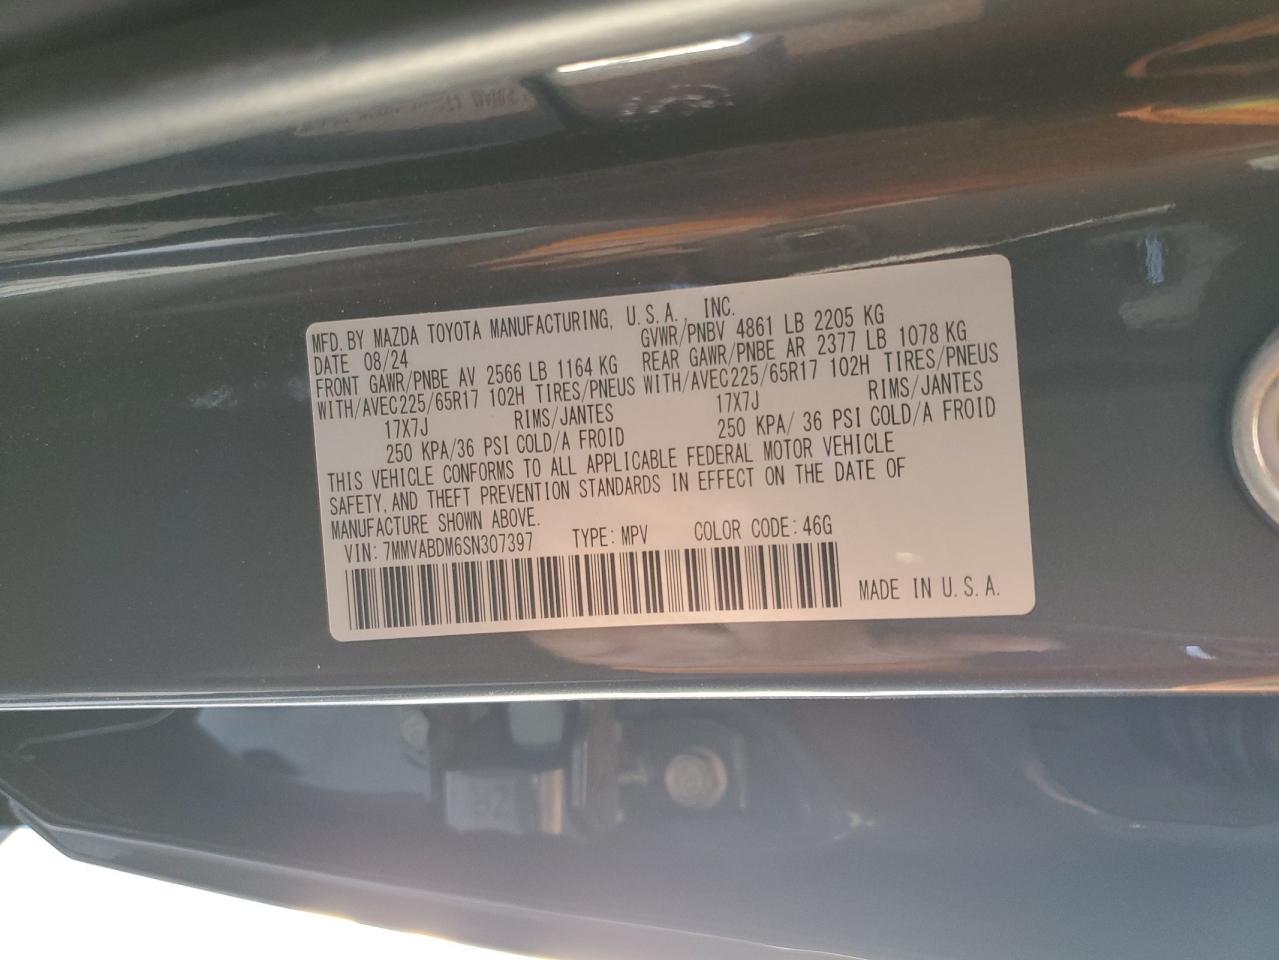 MFD. BY MAZDA TOYOTA MANUFACTURING, U.S.A., INC.
DATE 08/24 GVWR/PNBV 4861 LB 2205 KG
FRONT GAWR/PNBE AV 2566 LB 1164 KG REAR GAWR/PNBE AR 2377 LB 1078 KG
WITH/AVEC225/65R17 102H TIRES/PNEUS WITH/AVEC225/65R17 102H TIRES/PNEUS
17X7J RIMS/JANTES 17X7J RIMS/JANTES
250 KPA/36 PSI COLD/A FROID 250 KPA/ 36 PSI COLD/A FROID
THIS VEHICLE CONFORMS TO ALL APPLICABLE FEDERAL MOTOR VEHICLE
SAFETY, AND THEFT PREVENTION STANDARDS IN EFFECT ON THE DATE OF
MANUFACTURE SHOWN ABOVE.
VIN: 7MMVABDM6SN307397 TYPE: MPV COLOR CODE: 46G
MADE IN U.S.A.